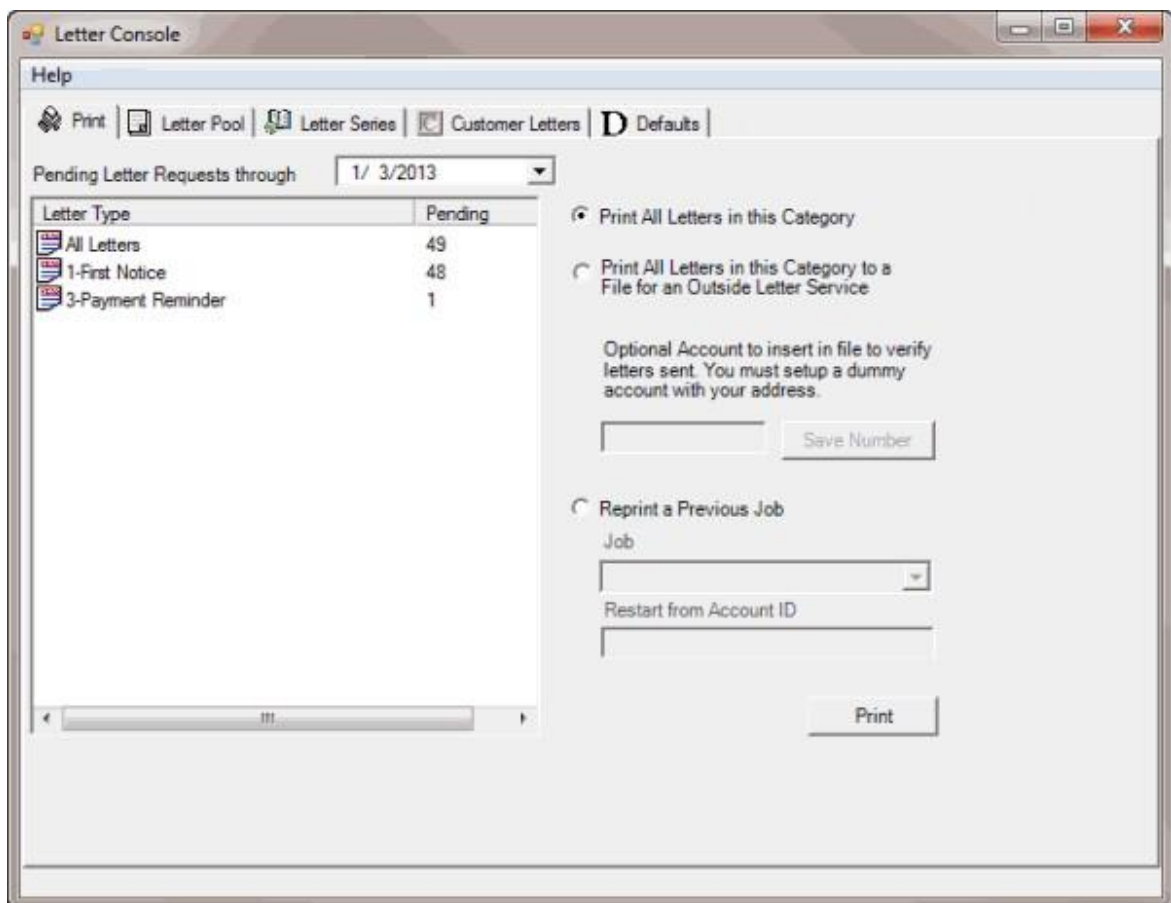 Letter Console
Help
Print Letter Pool Letter Series C Customer Letters D Defaults
Pending Letter Requests through 1/ 3/2013
Letter Type Pending
All Letters 49
1-First Notice 48
3-Payment Reminder 1
Print All Letters in this Category
Print All Letters in this Category to a
File for an Outside Letter Service
Optional Account to insert in file to verify
letters sent. You must setup a dummy
account with your address.
Save Number
Reprint a Previous Job
Job
Restart from Account ID
Print